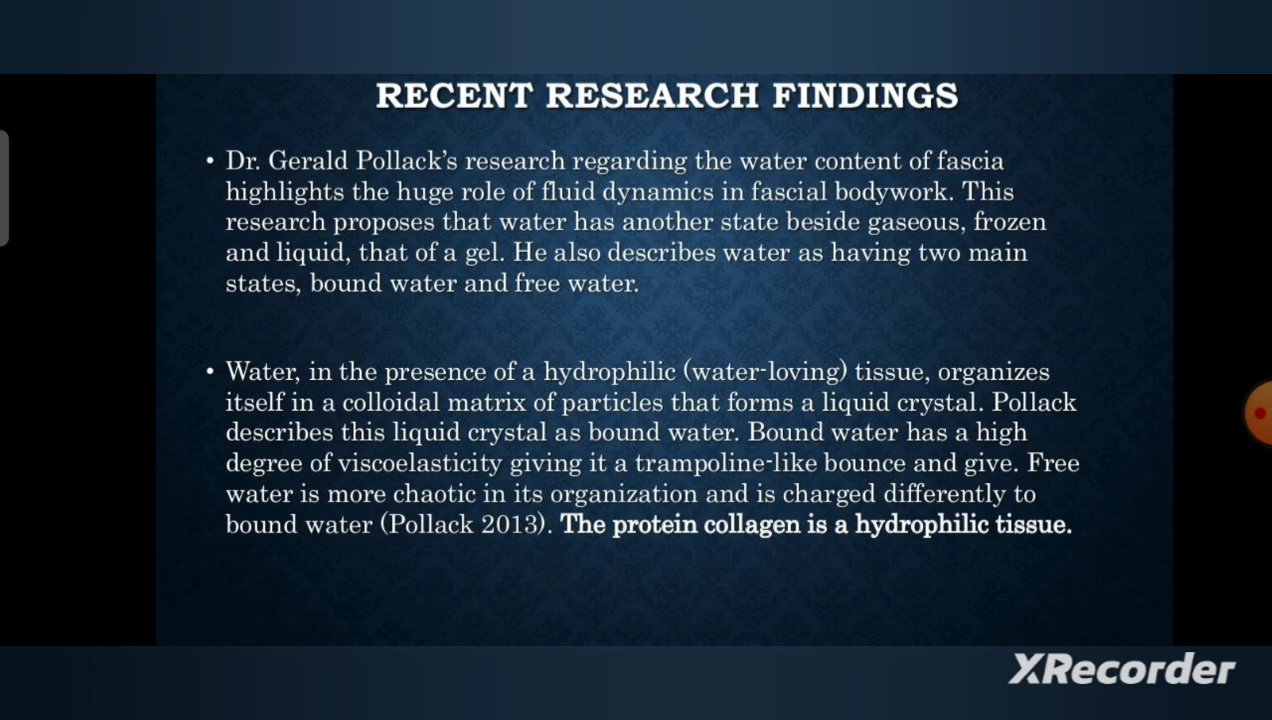 RECENT RESEARCH FINDINGS
• Dr. Gerald Pollack's research regarding the water content of fascia
highlights the huge role of fluid dynamics in fascial bodywork. This
research proposes that water has another state beside gaseous, frozen
and liquid, that of a gel. He also describes water as having two main
states, bound water and free water.
• Water, in the presence of a hydrophilic (water-loving) tissue, organizes
itself in a colloidal matrix of particles that forms a liquid crystal. Pollack
describes this liquid crystal as bound water. Bound water has a high
degree of viscoelasticity giving it a trampoline-like bounce and give. Free
water is more chaotic in its organization and is charged differently to
bound water (Pollack 2013). The protein collagen is a hydrophilic tissue.
XRecorder